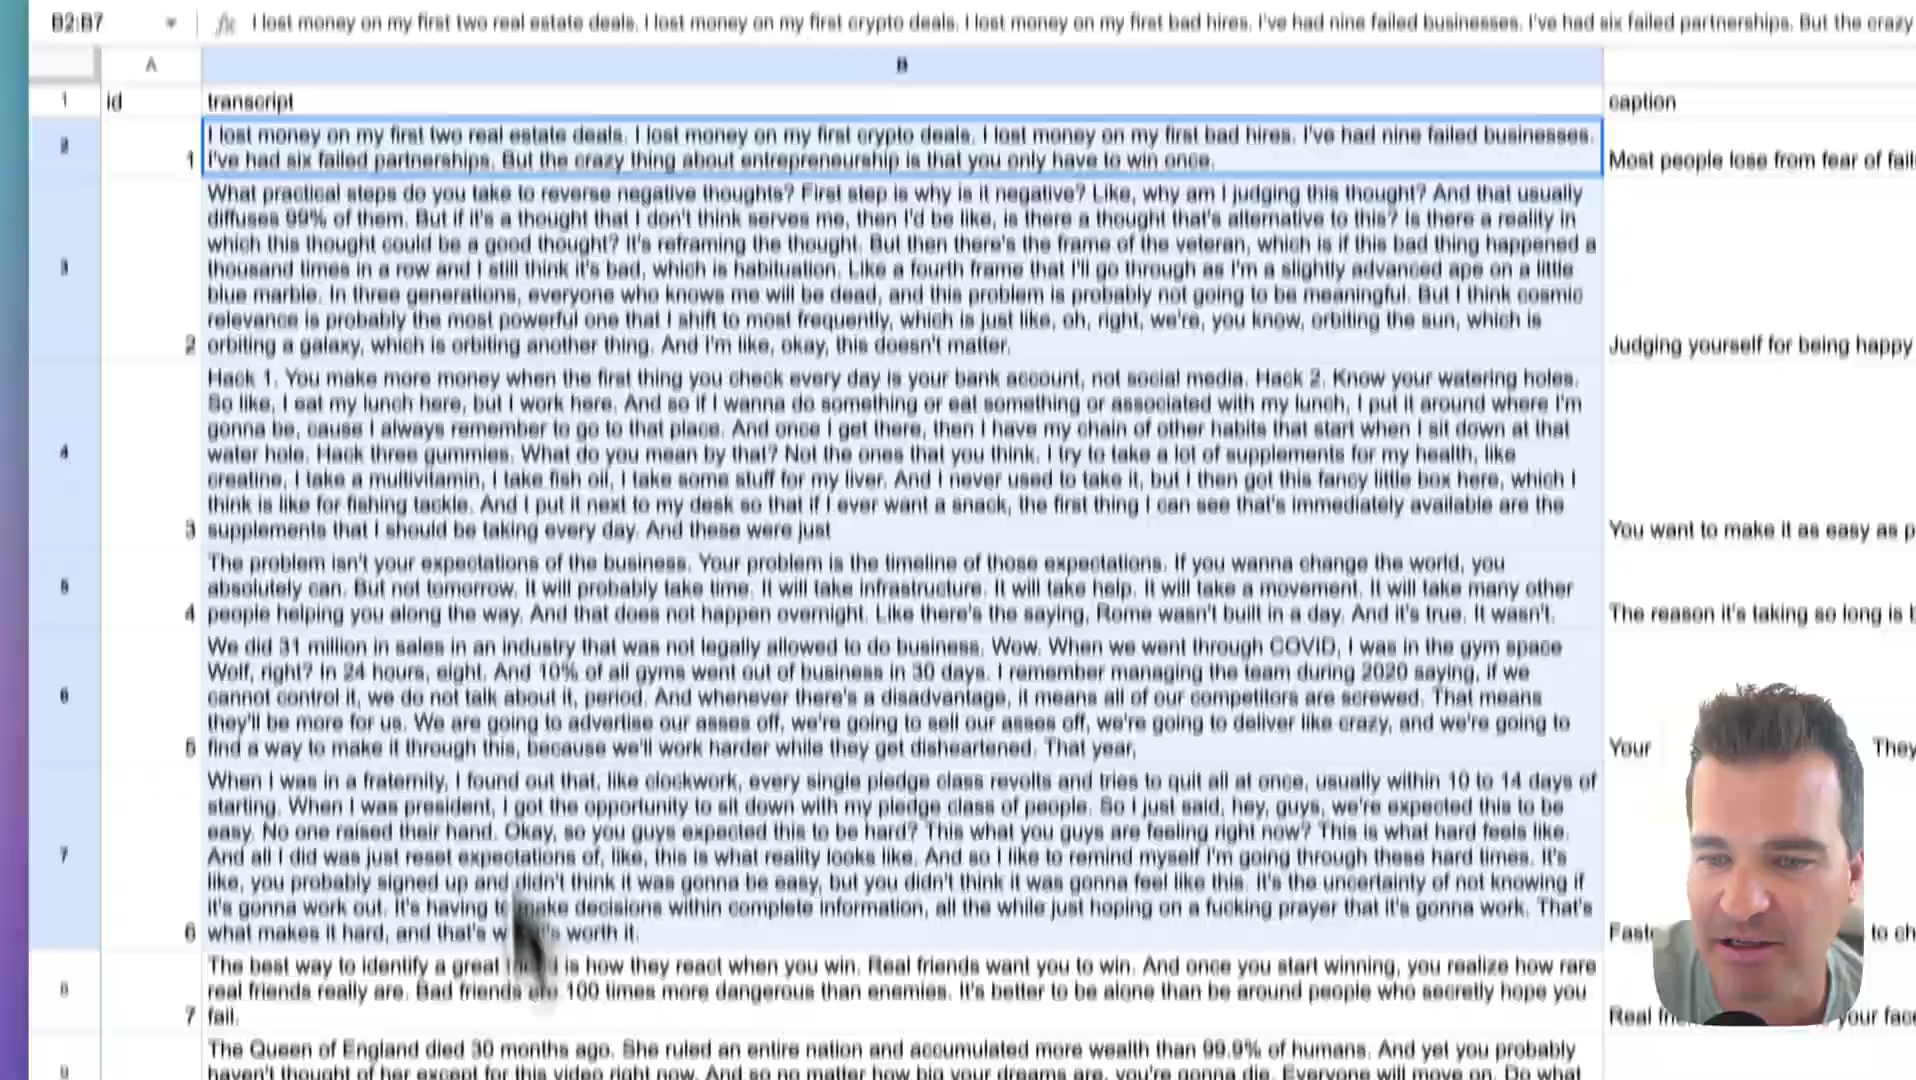 B2:B7 fx I lost money on my first two real estate deals. I lost money on my first crypto deals. I lost money on my first bad hires. I've had nine failed businesses. I've had six failed partnerships. But the crazy
A B
1 id transcript caption
2 I lost money on my first two real estate deals. I lost money on my first crypto deals. I lost money on my first bad hires. I've had nine failed businesses.
1 I've had six failed partnerships. But the crazy thing about entrepreneurship is that you only have to win once. Most people lose from fear of fail
What practical steps do you take to reverse negative thoughts? First step is why is it negative? Like, why am I judging this thought? And that usually
diffuses 99% of them. But if it's a thought that I don't think serves me, then I'd be like, is there a thought that's alternative to this? Is there a reality in
which this thought could be a good thought? It's reframing the thought. But then there's the frame of the veteran, which is if this bad thing happened a
3 thousand times in a row and I still think it's bad, which is habituation. Like a fourth frame that I'll go through as I'm a slightly advanced ape on a little
blue marble. In three generations, everyone who knows me will be dead, and this problem is probably not going to be meaningful. But I think cosmic
relevance is probably the most powerful one that I shift to most frequently, which is just like, oh, right, we're, you know, orbiting the sun, which is
2 orbiting a galaxy, which is orbiting another thing. And I'm like, okay, this doesn't matter. Judging yourself for being happy
Hack 1. You make more money when the first thing you check every day is your bank account, not social media. Hack 2. Know your watering holes.
So like, I eat my lunch here, but I work here. And so if I wanna do something or eat something or associated with my lunch, I put it around where I'm
gonna be, cause I always remember to go to that place. And once I get there, then I have my chain of other habits that start when I sit down at that
4 water hole. Hack three gummies. What do you mean by that? Not the ones that you think. I try to take a lot of supplements for my health, like
creatine, I take a multivitamin, I take fish oil, I take some stuff for my liver. And I never used to take it, but I then got this fancy little box here, which I
think is like for fishing tackle. And I put it next to my desk so that if I ever want a snack, the first thing I can see that's immediately available are the
3 supplements that I should be taking every day. And these were just You want to make it as easy as p
The problem isn't your expectations of the business. Your problem is the timeline of those expectations. If you wanna change the world, you
5 absolutely can. But not tomorrow. It will probably take time. It will take infrastructure. It will take help. It will take a movement. It will take many other
4 people helping you along the way. And that does not happen overnight. Like there's the saying, Rome wasn't built in a day. And it's true. It wasn't. The reason it's taking so long is b
We did 31 million in sales in an industry that was not legally allowed to do business. Wow. When we went through COVID, I was in the gym space
Wolf, right? In 24 hours, eight. And 10% of all gyms went out of business in 30 days. I remember managing the team during 2020 saying, if we
6 cannot control it, we do not talk about it, period. And whenever there's a disadvantage, it means all of our competitors are screwed. That means
they'll be more for us. We are going to advertise our asses off, we're going to sell our asses off, we're going to deliver like crazy, and we're going to
5 find a way to make it through this, because we'll work harder while they get disheartened. That year, Your They
When I was in a fraternity, I found out that, like clockwork, every single pledge class revolts and tries to quit all at once, usually within 10 to 14 days of
starting. When I was president, I got the opportunity to sit down with my pledge class of people. So I just said, hey, guys, we're expected this to be
easy. No one raised their hand. Okay, so you guys expected this to be hard? This what you guys are feeling right now? This is what hard feels like.
7 And all I did was just reset expectations of, like, this is what reality looks like. And so I like to remind myself I'm going through these hard times. It's
like, you probably signed up and didn't think it was gonna be easy, but you didn't think it was gonna feel like this. It's the uncertainty of not knowing if
it's gonna work out. It's having to make decisions within complete information, all the while just hoping on a fucking prayer that it's gonna work. That's
6 what makes it hard, and that's worth it. Faste to ch
The best way to identify a great is how they react when you win. Real friends want you to win. And once you start winning, you realize how rare
8 real friends really are. Bad friends are 100 times more dangerous than enemies. It's better to be alone than be around people who secretly hope you
7 fail. Real your face
The Queen of England died 30 months ago. She ruled an entire nation and accumulated more wealth than 99.9% of humans. And yet you probably
9 haven't thought of her except for this video right now. And so no matter how big your dreams are, you're gonna die. Everyone will move on. Do what